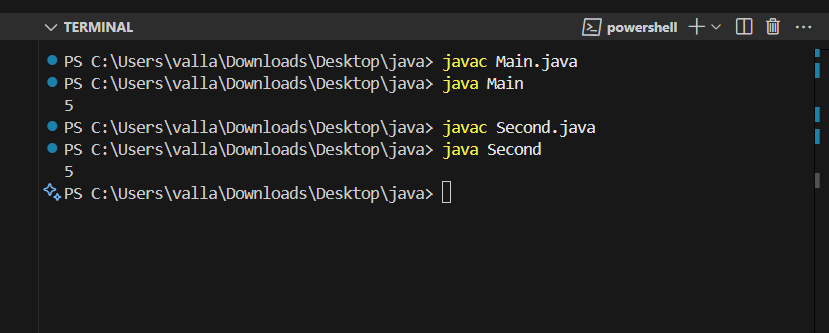 TERMINAL
powershell
PS C:\Users\valla\Downloads\Desktop\java> javac Main.java
PS C:\Users\valla\Downloads\Desktop\java> java Main
5
PS C:\Users\valla\Downloads\Desktop\java> javac Second.java
PS C:\Users\valla\Downloads\Desktop\java> java Second
5
PS C:\Users\valla\Downloads\Desktop\java>